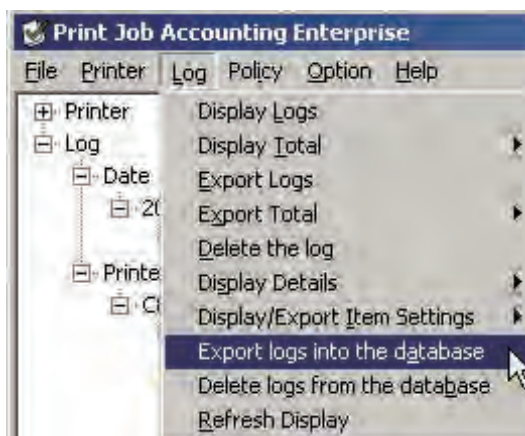 Print Job Accounting Enterprise
File Printer Log Policy Option Help
Printer
Log
Date
Display Logs
Display Total
Export Logs
Export Total
Delete the log
Display Details
Display/Export Item Settings
Export logs into the database
Delete logs from the database
Refresh Display